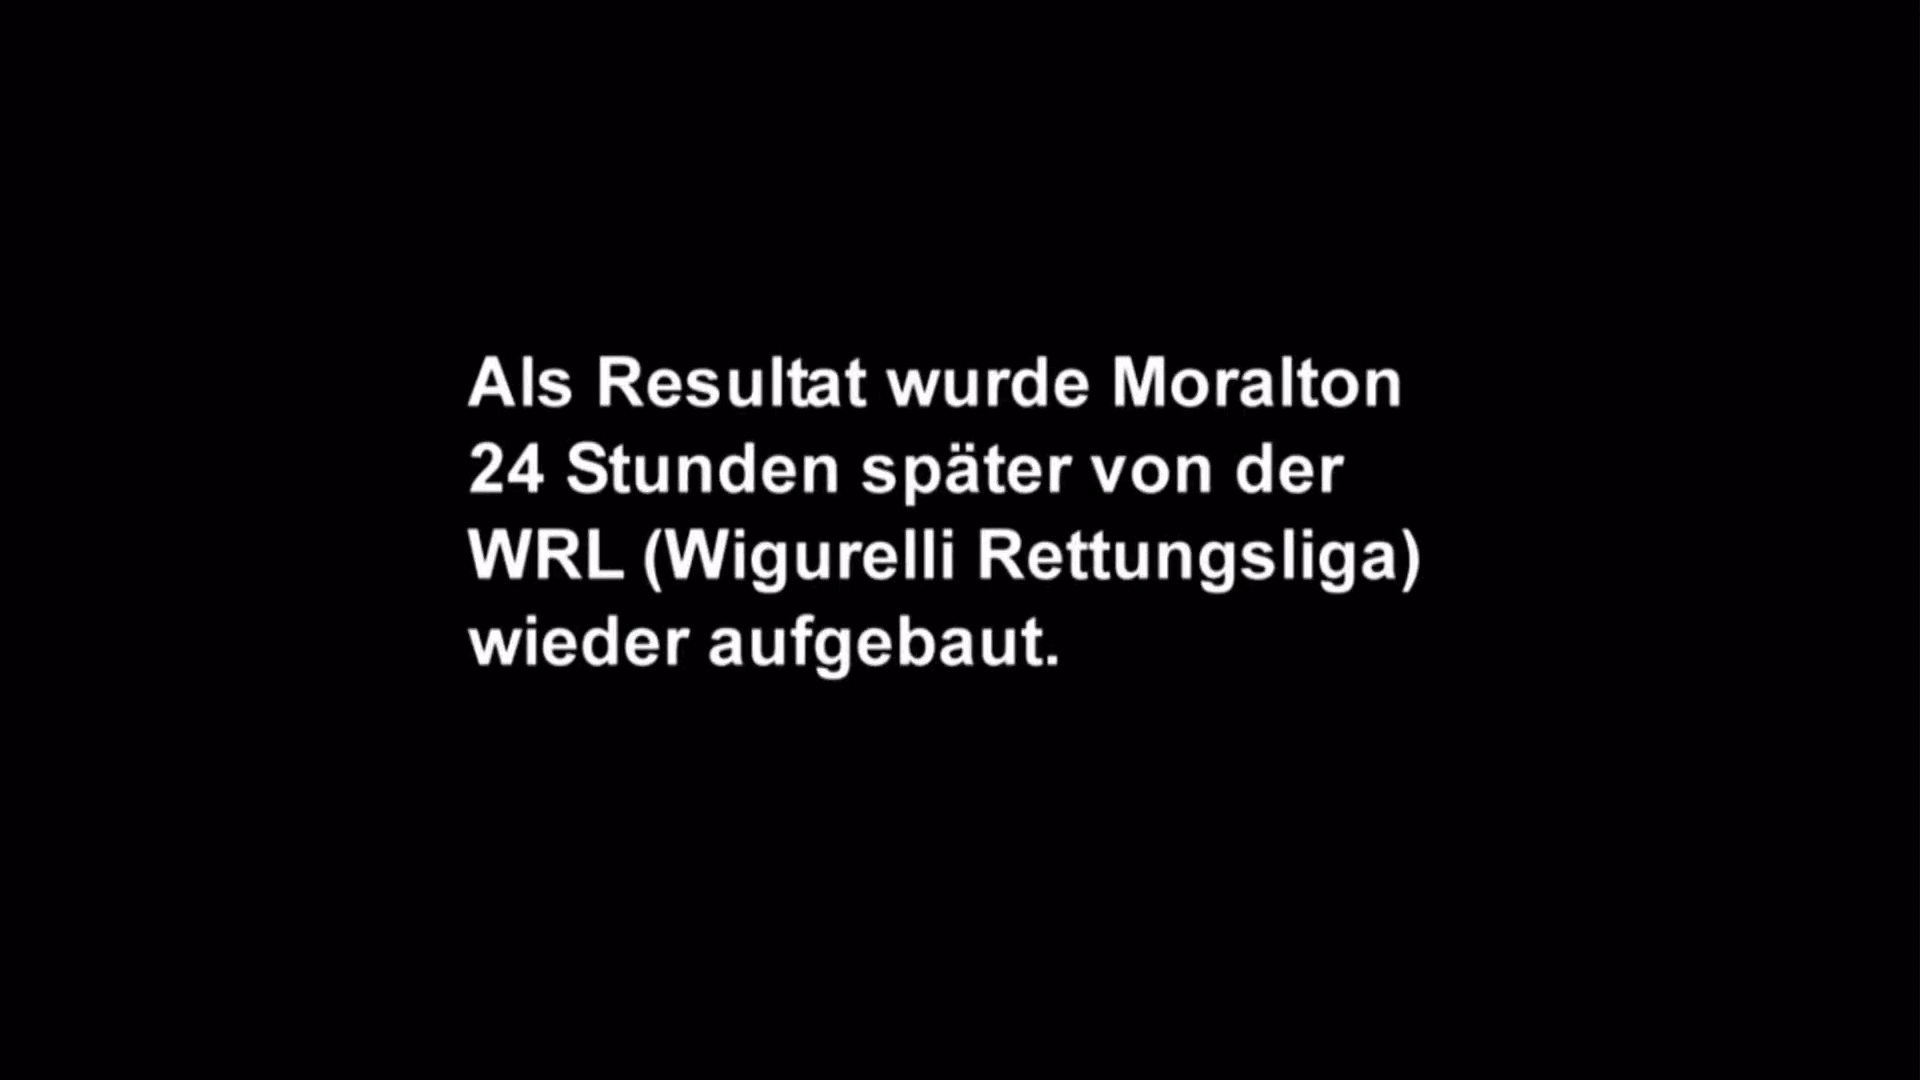 Als Resultat wurde Moralton
24 Stunden später von der
WRL (Wigurelli Rettungsliga)
wieder aufgebaut.